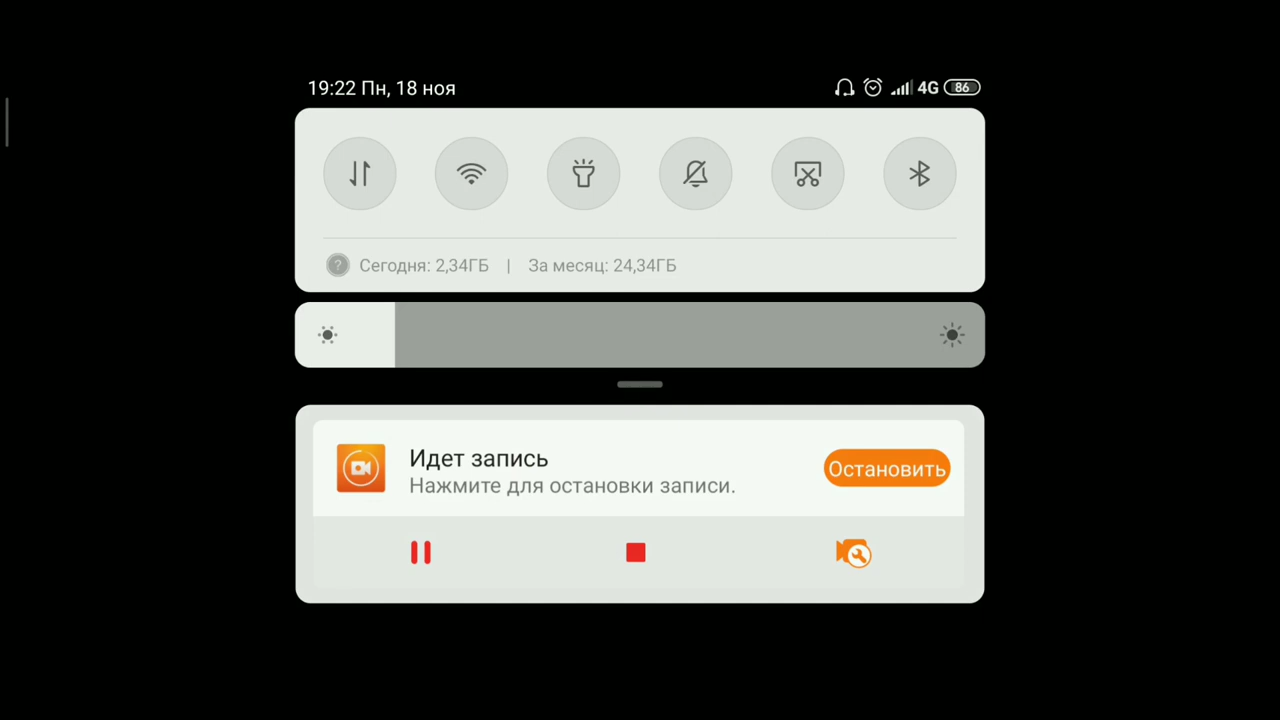 19:22 Пн, 18 ноя 4G 86
Сегодня: 2,34ГБ | За месяц: 24,34ГБ
Идет запись
Нажмите для остановки записи.
Остановить